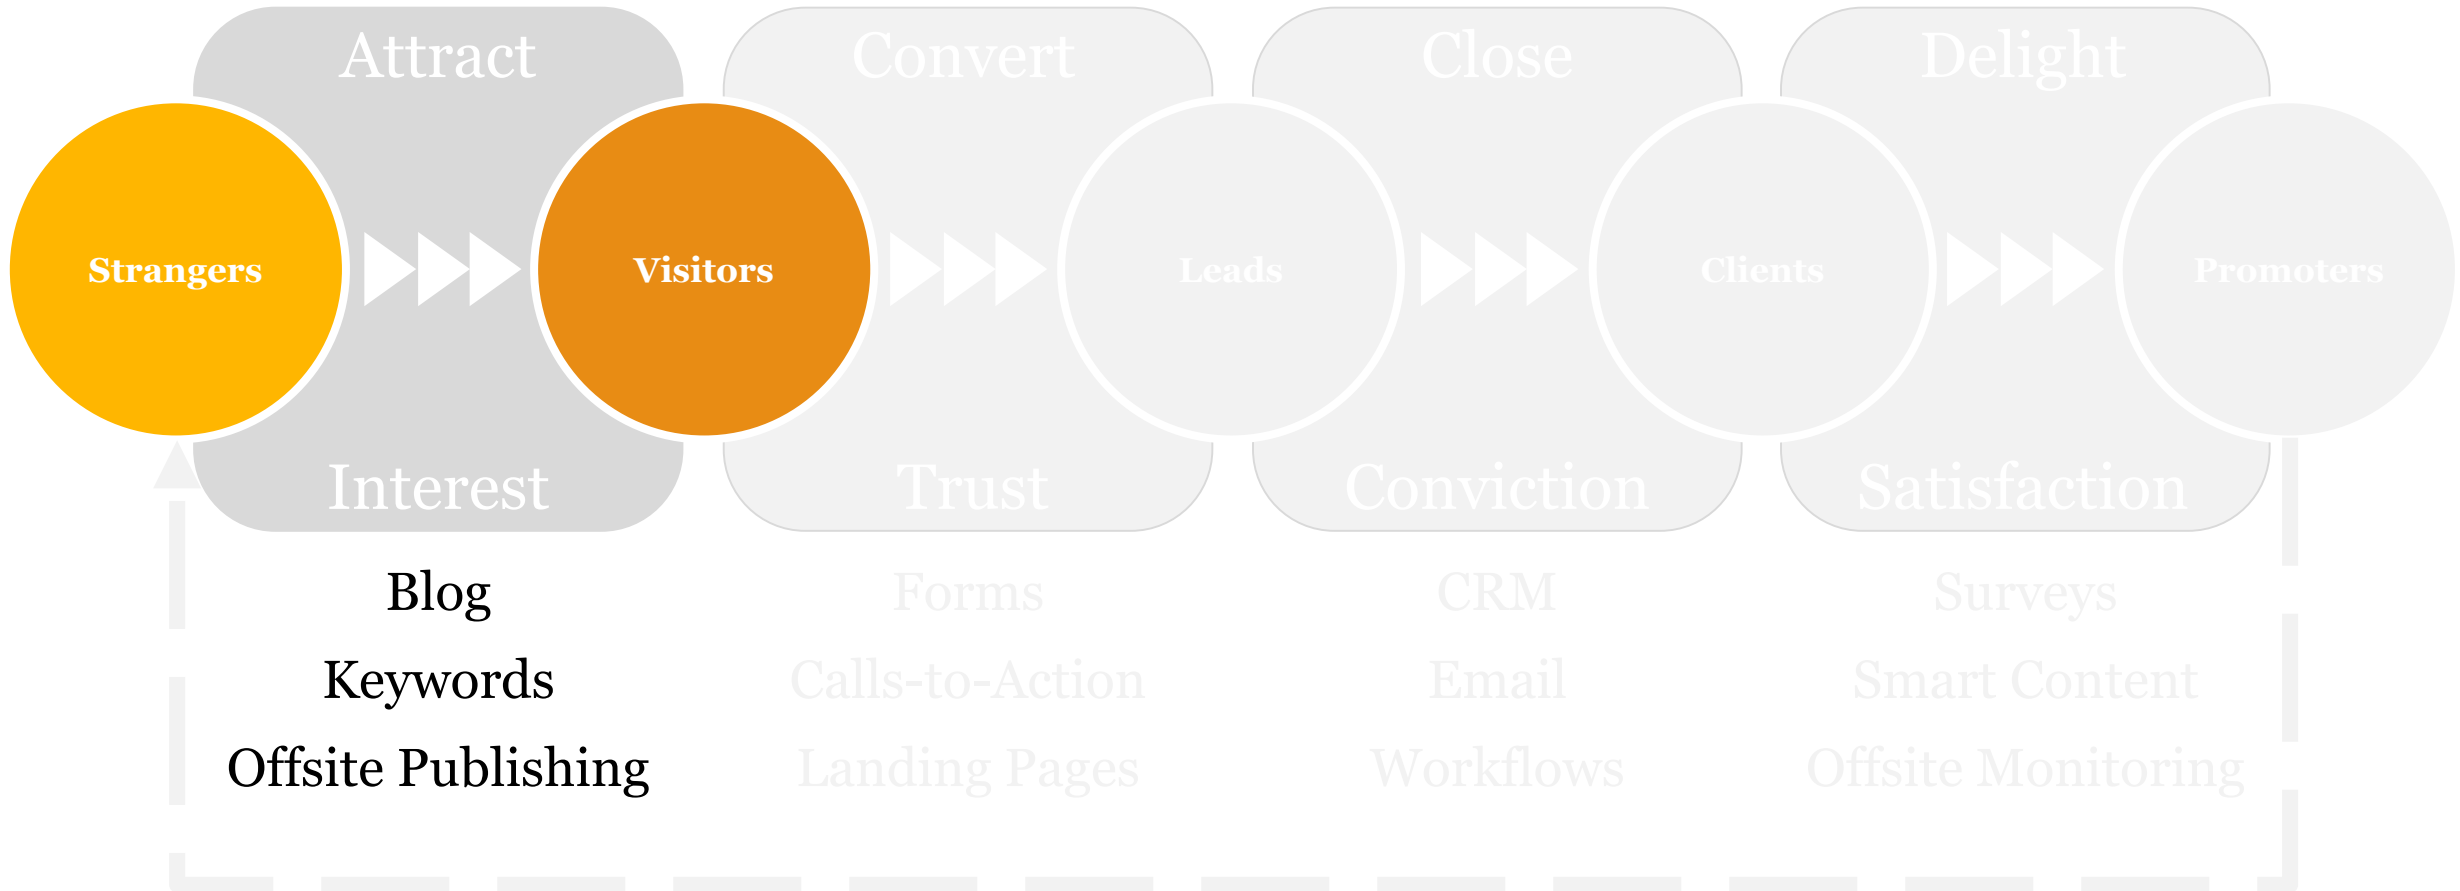 Attract
Convert
Close
Delight
Strangers
Visitors
Leads
Clients
Promoters
Interest
Trust
Conviction
Satisfaction
Blog
Forms
CRM
Surveys
Keywords
Calls-to-Action
Email
Smart Content
Offsite Publishing
Landing Pages
Workflows
Offsite Monitoring